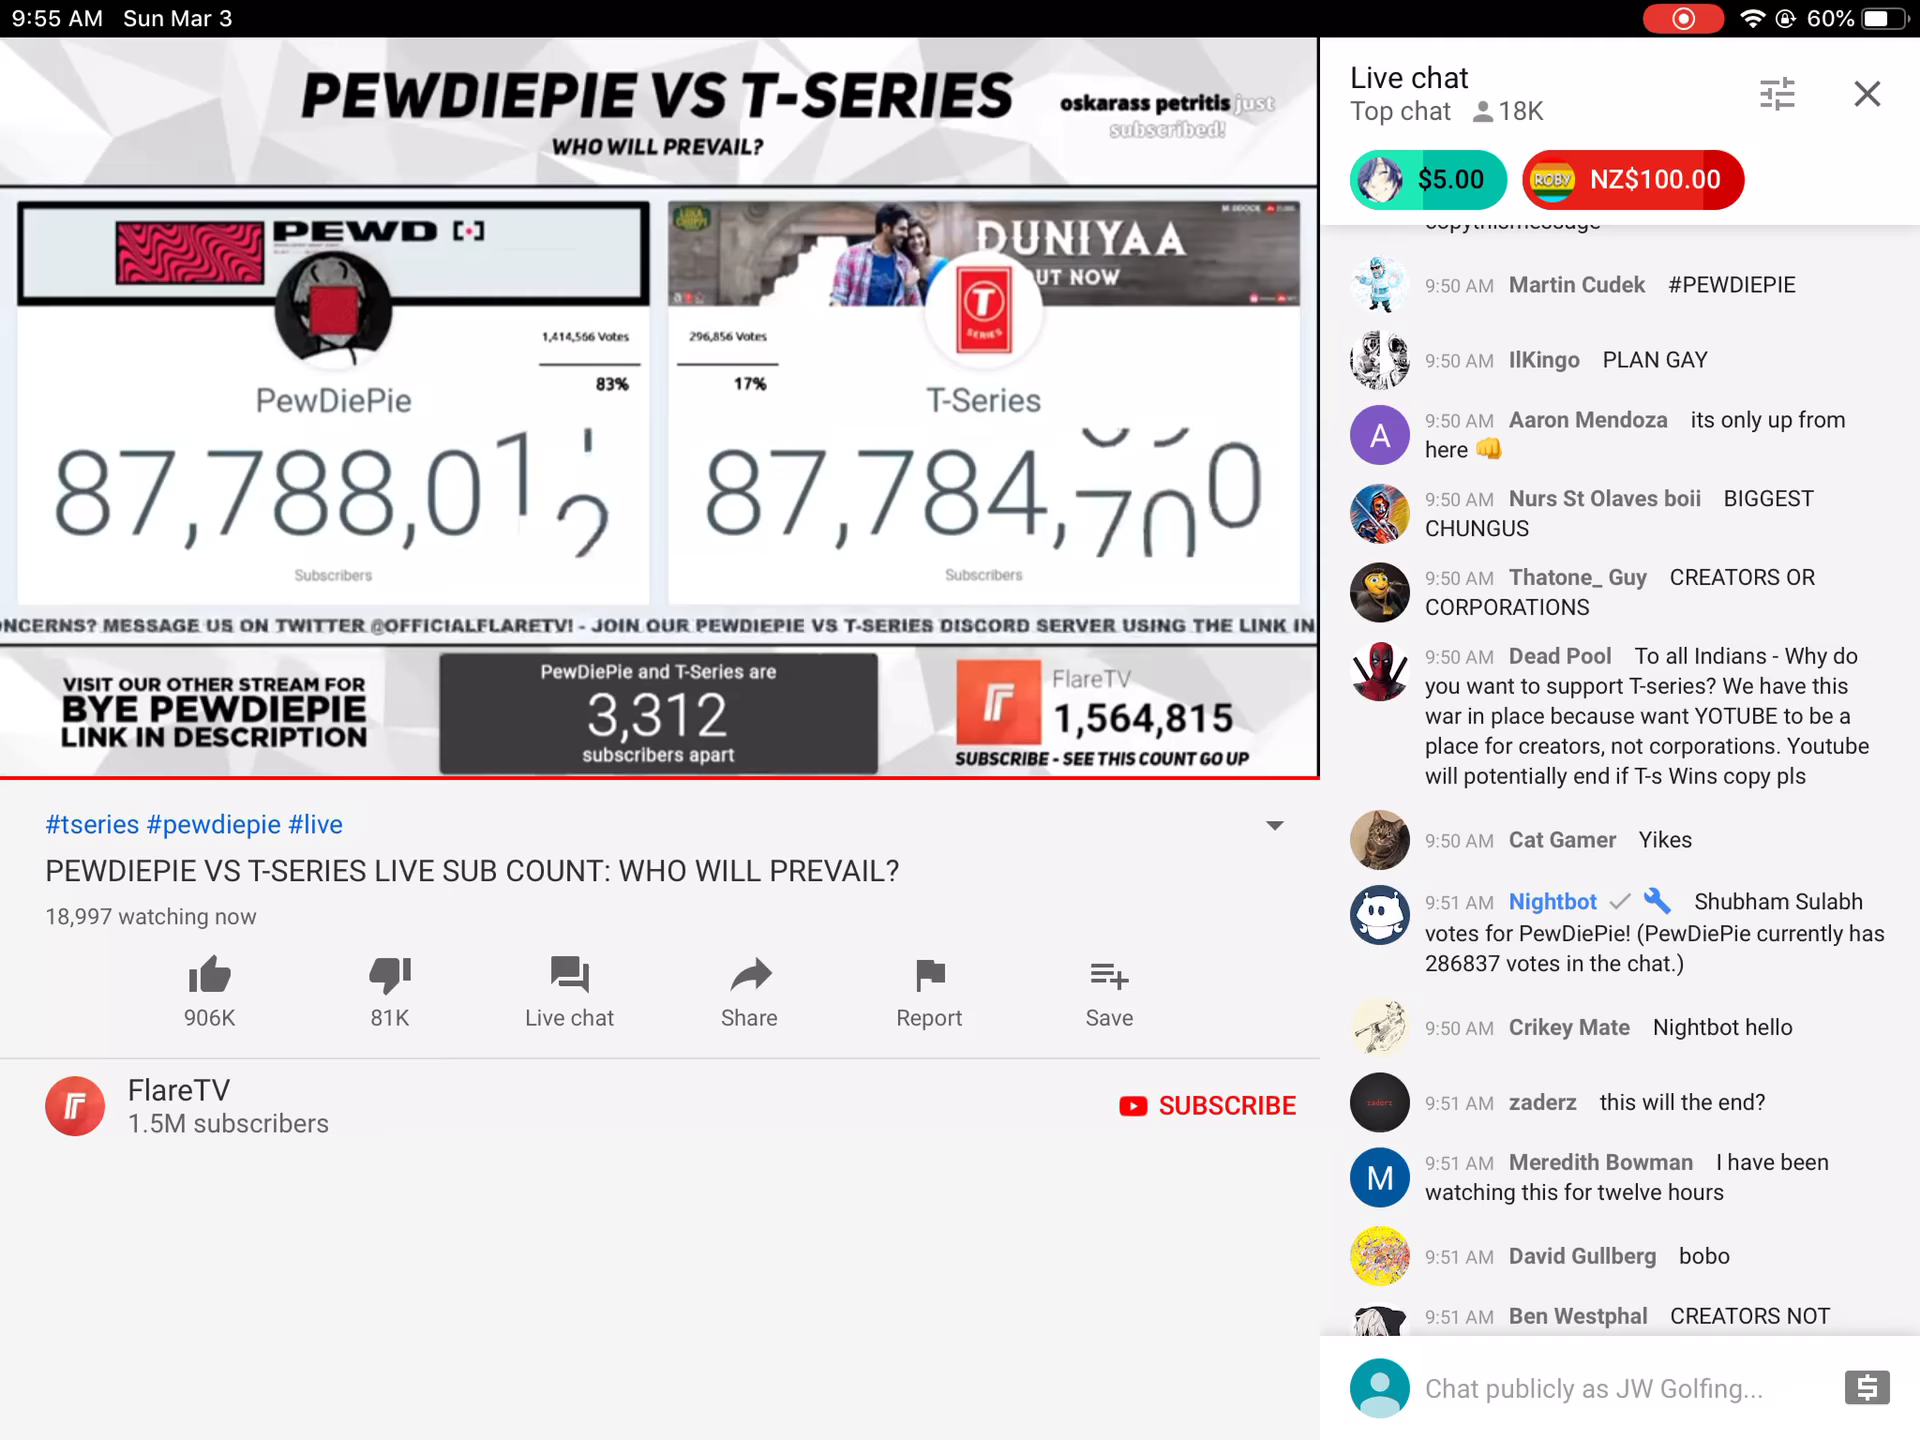 9:55 AM Sun Mar 3
60%
PEWDIEPIE VS T-SERIES
WHO WILL PREVAIL?
oskarass petritis just
subscribed!
PEWD
1,414,566 Votes
83%
PewDiePie
87,788,01
Subscribers
DUNIYAA
OUT NOW
T
SERIES
296,856 Votes
17%
T-Series
87,784,
Subscribers
NCERNS? MESSAGE US ON TWITTER @OFFICIALFLARETV! - JOIN OUR PEWDIEPIE VS T-SERIES DISCORD SERVER USING THE LINK IN
VISIT OUR OTHER STREAM FOR
BYE PEWDIEPIE
LINK IN DESCRIPTION
PewDiePie and T-Series are
3,312
subscribers apart
FlareTV
1,564,815
SUBSCRIBE - SEE THIS COUNT GO UP
#tseries #pewdiepie #live
PEWDIEPIE VS T-SERIES LIVE SUB COUNT: WHO WILL PREVAIL?
18,997 watching now
906K
81K
Live chat
Share
Report
Save
FlareTV
1.5M subscribers
SUBSCRIBE
Live chat
Top chat 18K
$5.00
ROBY NZ$100.00
copythismessage
9:50 AM Martin Cudek #PEWDIEPIE
9:50 AM IlKingo PLAN GAY
A
9:50 AM Aaron Mendoza its only up from
here 👊
9:50 AM Nurs St Olaves boii BIGGEST
CHUNGUS
9:50 AM Thatone_ Guy CREATORS OR
CORPORATIONS
9:50 AM Dead Pool To all Indians - Why do
you want to support T-series? We have this
war in place because want YOTUBE to be a
place for creators, not corporations. Youtube
will potentially end if T-s Wins copy pls
9:50 AM Cat Gamer Yikes
9:51 AM Nightbot Shubham Sulabh
votes for PewDiePie! (PewDiePie currently has
286837 votes in the chat.)
9:50 AM Crikey Mate Nightbot hello
zaderz
9:51 AM zaderz this will the end?
M
9:51 AM Meredith Bowman I have been
watching this for twelve hours
9:51 AM David Gullberg bobo
9:51 AM Ben Westphal CREATORS NOT
Chat publicly as JW Golfing...